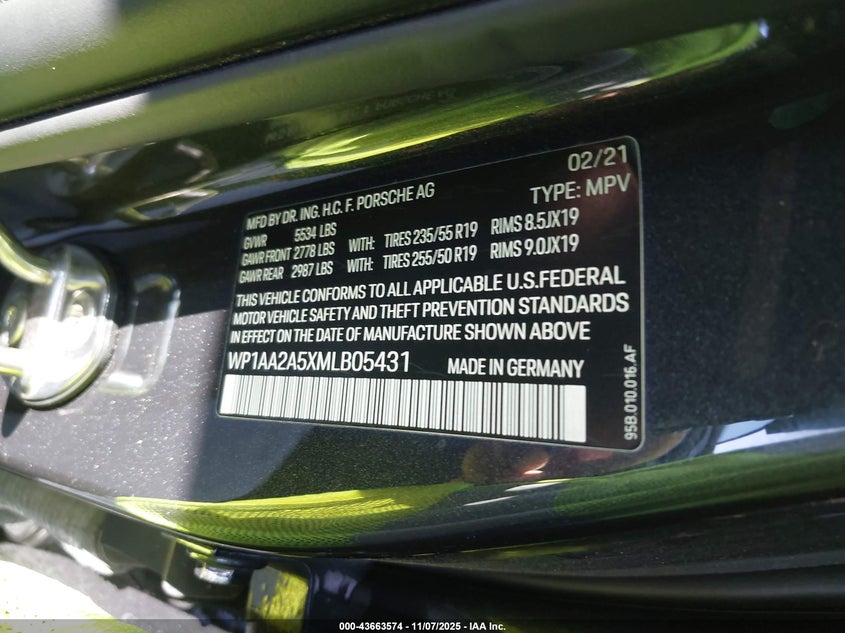 02/21
MFD BY DR. ING. H.C. F. PORSCHE AG TYPE: MPV
GVWR 5534 LBS
GAWR FRONT 2778 LBS WITH: TIRES 235/55 R19 RIMS 8.5JX19
GAWR REAR 2987 LBS WITH: TIRES 255/50 R19 RIMS 9.0JX19
THIS VEHICLE CONFORMS TO ALL APPLICABLE U.S.FEDERAL
MOTOR VEHICLE SAFETY AND THEFT PREVENTION STANDARDS
IN EFFECT ON THE DATE OF MANUFACTURE SHOWN ABOVE
WP1AA2A5XMLB05431 MADE IN GERMANY
95B.010.016.AF
000-43663574 - 11/07/2025 - IAA Inc.